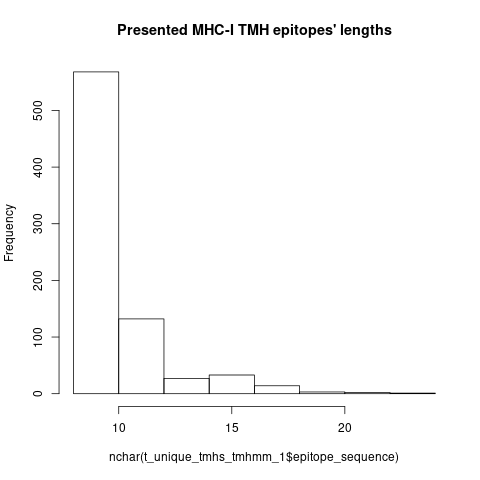 Presented MHC-I TMH epitopes' lengths
Frequency
500
400
300
200
100
0
10 15 20
nchar(t_unique_tmhs_tmhmm_1$epitope_sequence)